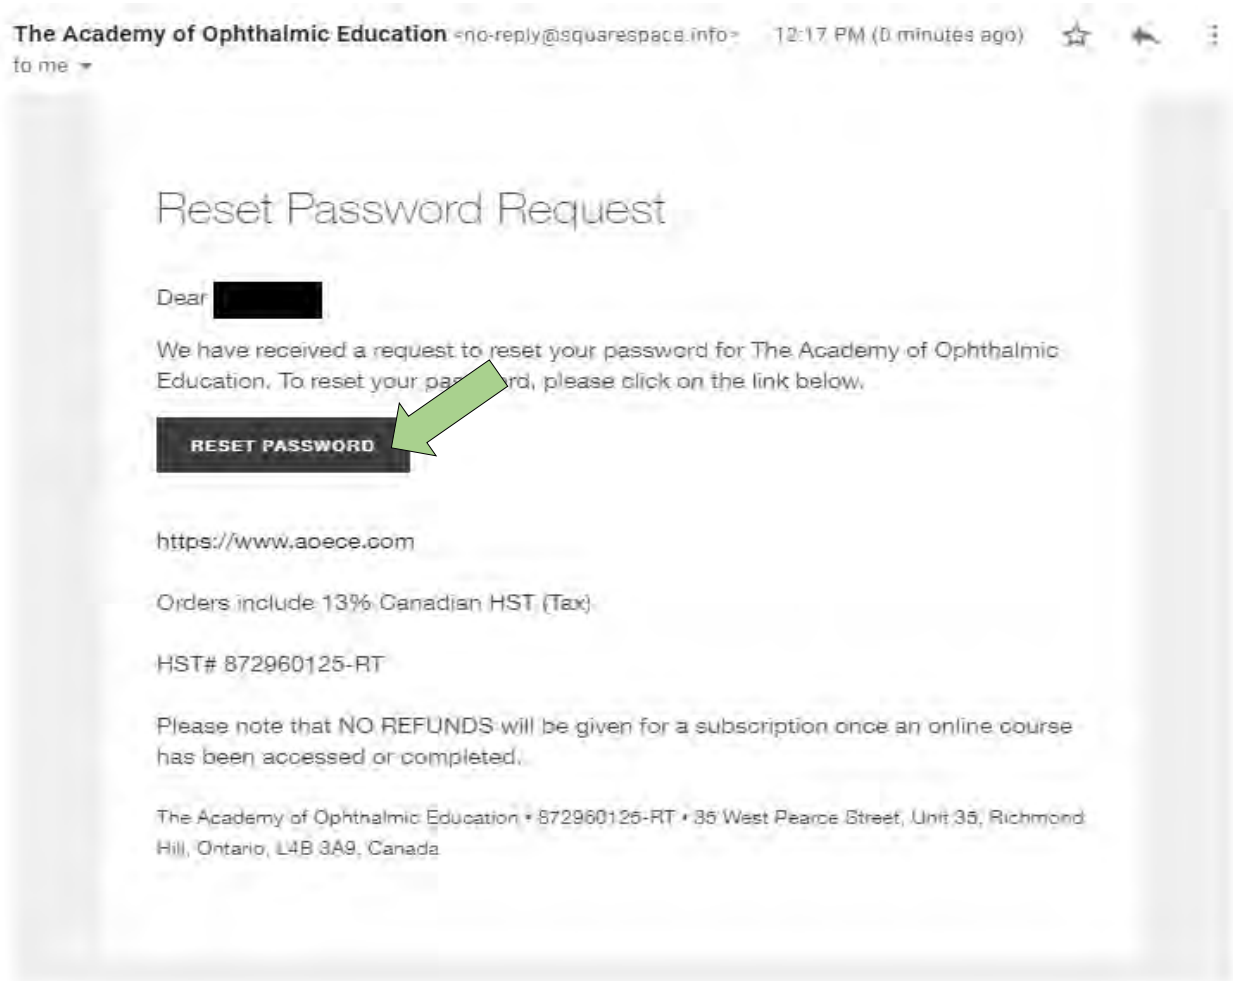 The Academy of Ophthalmic Education <no-reply@squarespace.info> 12:17 PM (0 minutes ago)
to me
Reset Password Request
Dear
We have received a request to reset your password for The Academy of Ophthalmic
Education. To reset your pas rd, please click on the link below.
RESET PASSWORD
https://www.aoece.com
Orders include 13% Canadian HST (Tax)
HST# 872960125-RT
Please note that NO REFUNDS will be given for a subscription once an online course
has been accessed or completed.
The Academy of Ophthalmic Education • 872960125-RT • 35 West Pearce Street, Unit 35, Richmond
Hill, Ontario, L4B 3A9, Canada